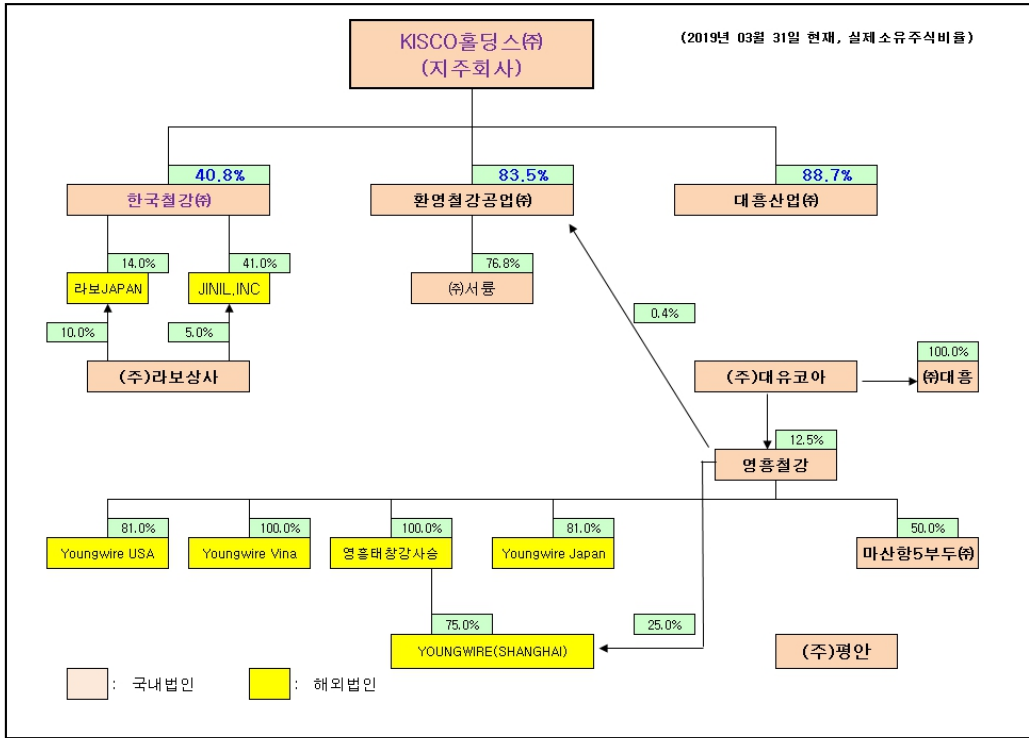 KISCO홀딩스㈜
(지주회사)
(2019년 03월 31일 현재, 실제소유주식비율)
40.8%
한국철강㈜
83.5%
환영철강공업㈜
88.7%
대흥산업㈜
14.0%
라보JAPAN
41.0%
JINIL,INC
76.8%
㈜서륭
10.0%
5.0%
0.4%
(주)라보상사
(주)대유코아
100.0%
㈜대흥
12.5%
영흥철강
81.0%
Youngwire USA
100.0%
Youngwire Vina
100.0%
영흥태창강사승
81.0%
Youngwire Japan
50.0%
마산항5부두㈜
75.0%
YOUNGWIRE(SHANGHAI)
25.0%
(주)평안
: 국내법인
: 해외법인